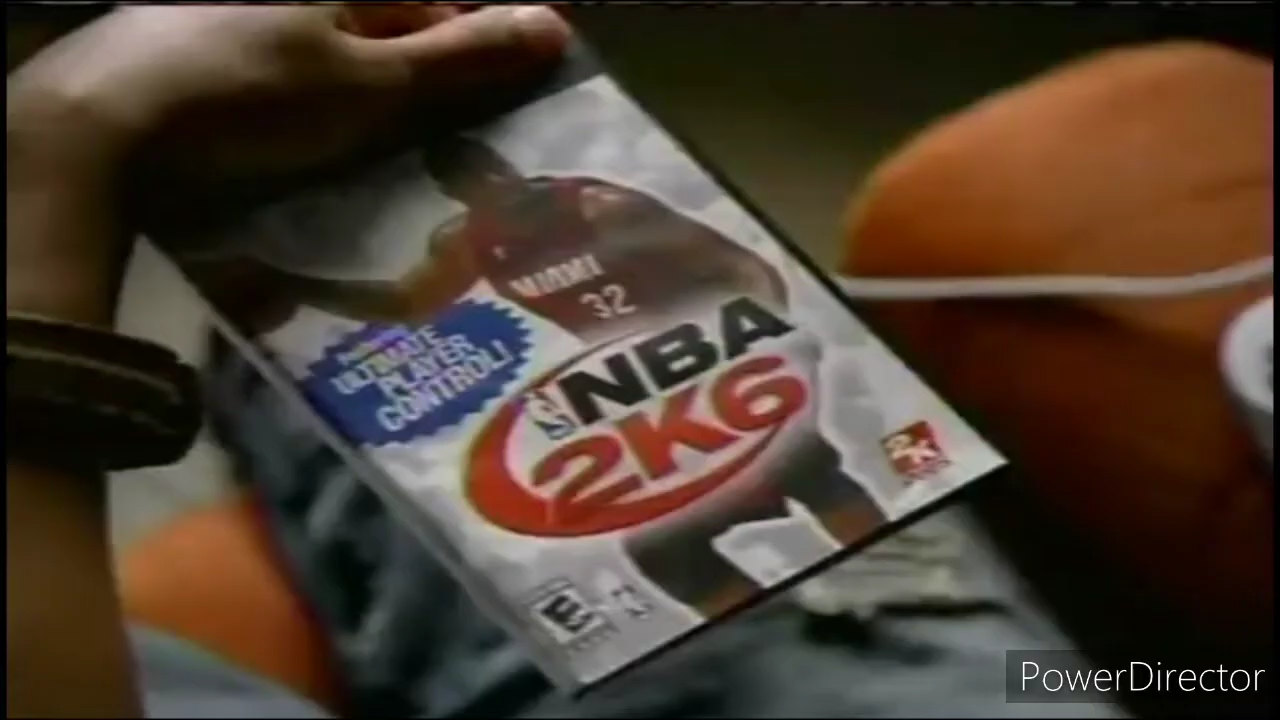 MIAMI
32
ULTIMATE
PLAYER
CONTROL!
NBA
2K6
2K
E
PowerDirector